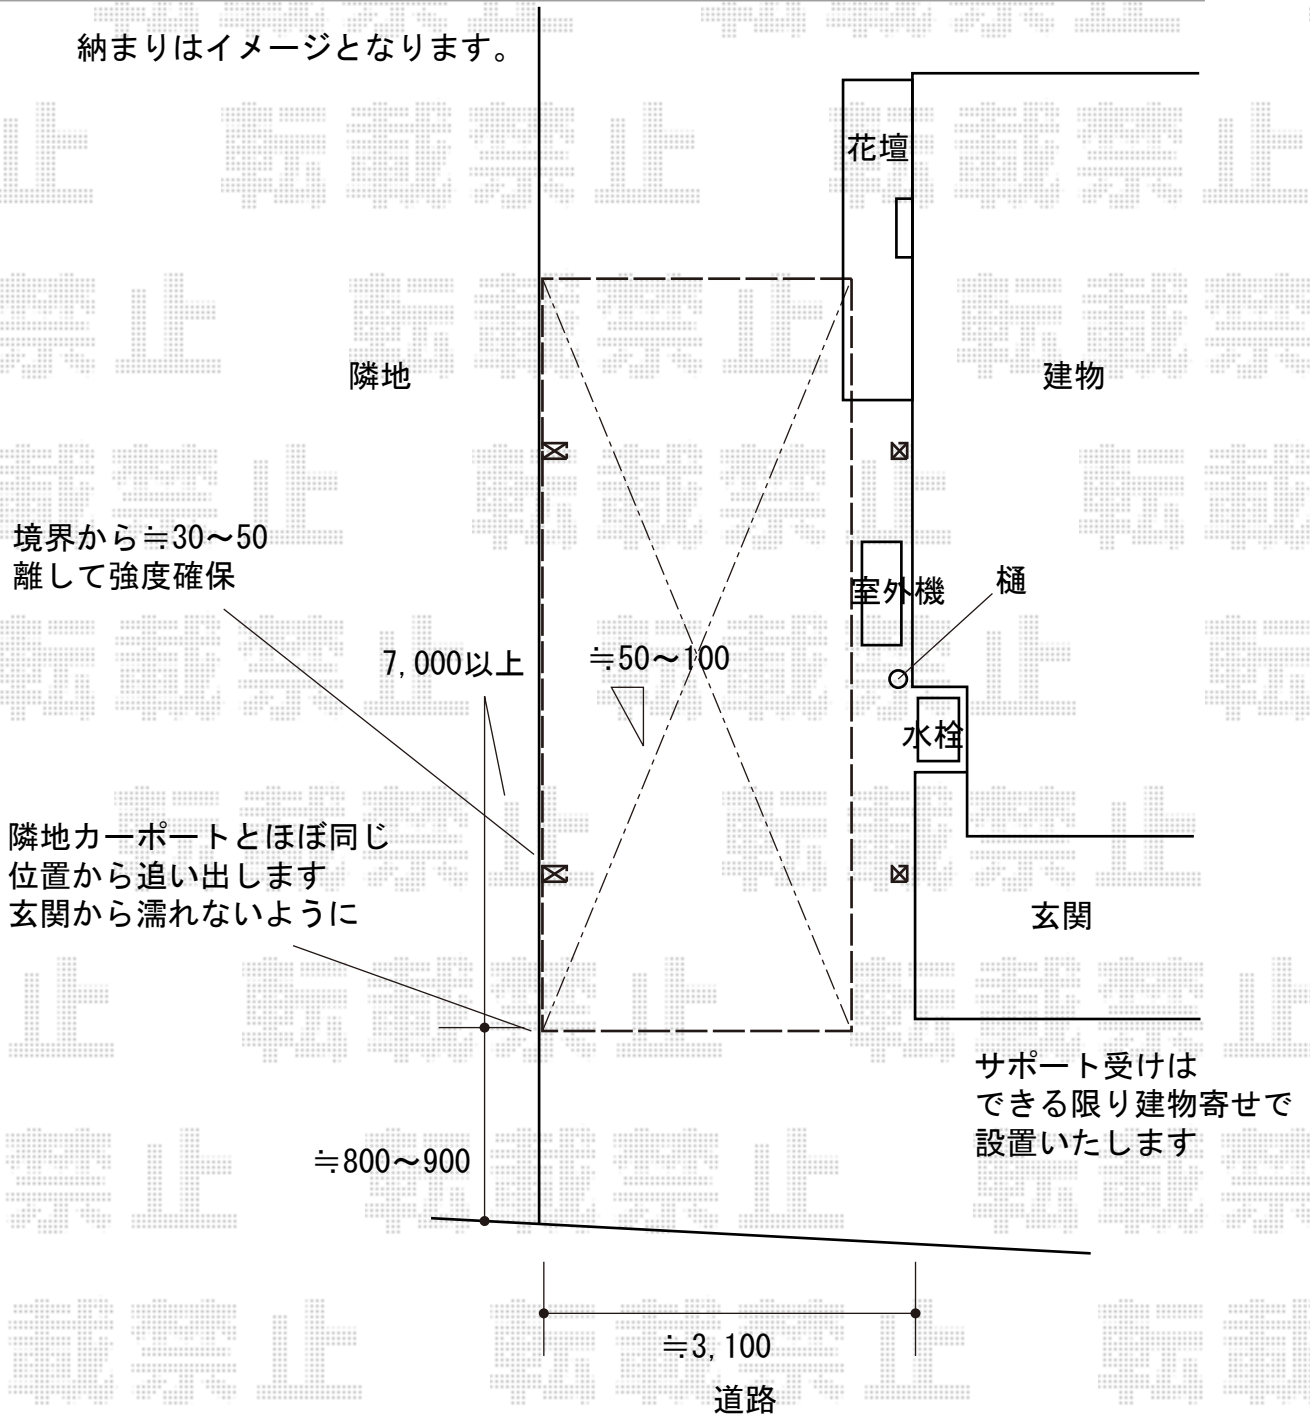 納まりはイメージとなります。
花壇
隣地
建物
境界から≒30～50
離して強度確保
室外機
樋
7,000以上
≒50～100
水栓
隣地カーポートとほぼ同じ
位置から追い出します
玄関から濡れないように
玄関
サポート受けは
できる限り建物寄せで
設置いたします
≒800～900
≒3,100
道路
転載禁止